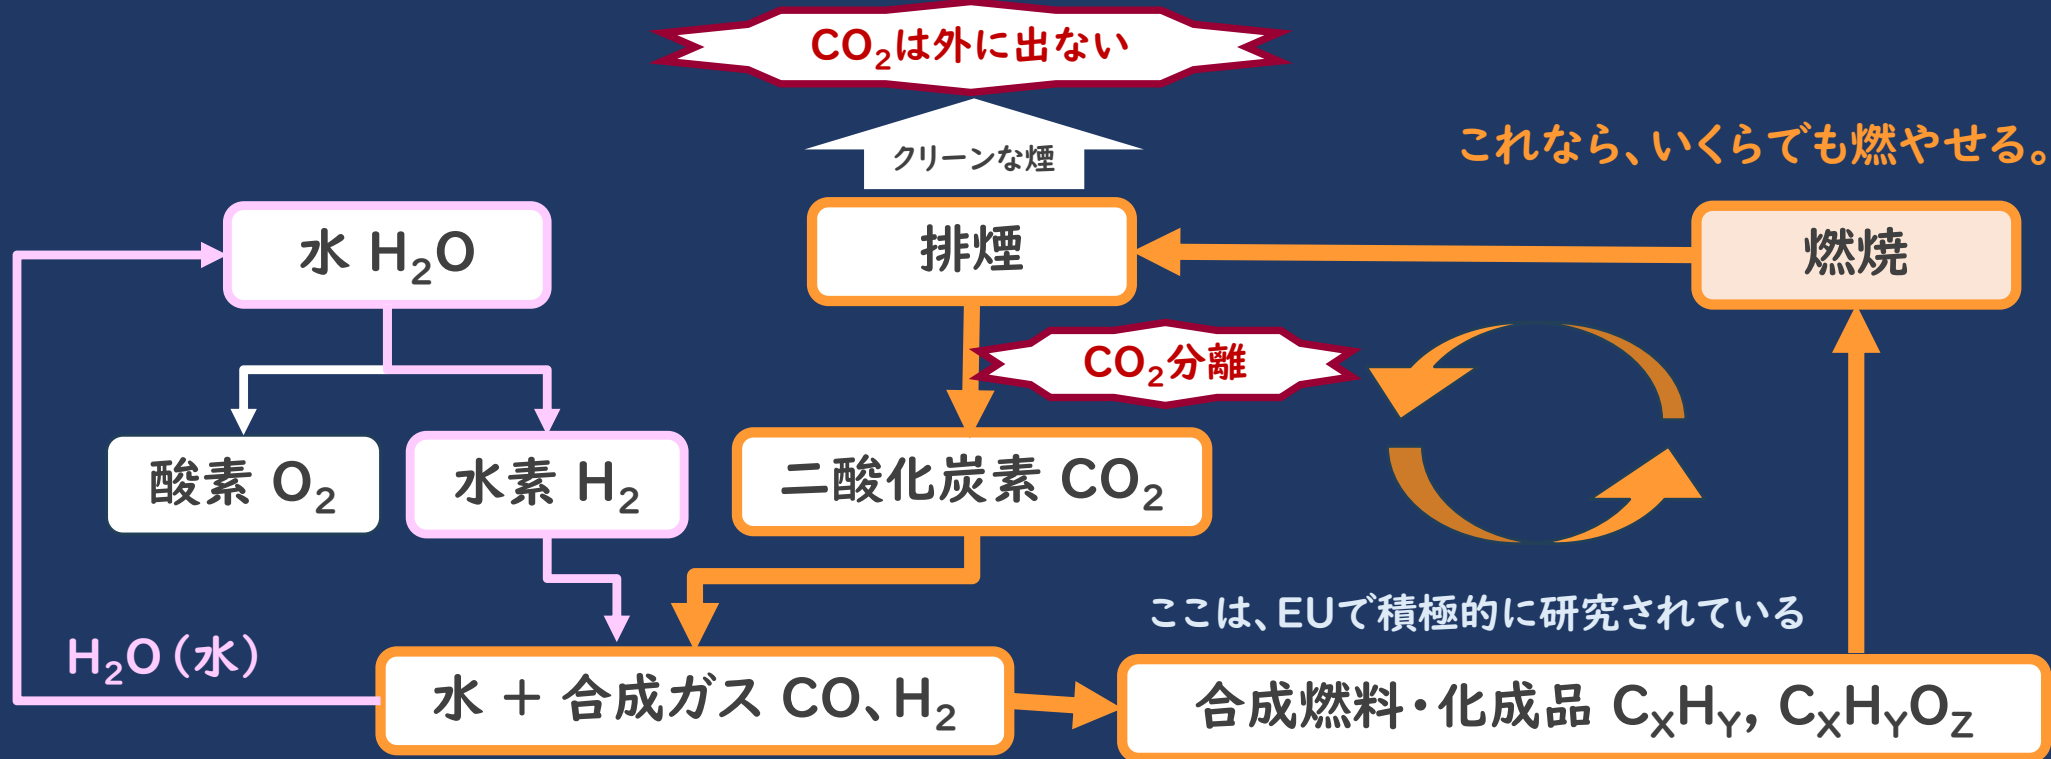 CO₂は外に出ない
クリーンな煙
これなら、いくらでも燃やせる。
水 H₂O
排煙
燃焼
CO₂分離
酸素 O₂
水素 H₂
二酸化炭素 CO₂
ここは、EUで積極的に研究されている
H₂O（水）
水 ＋ 合成ガス CO、H₂
合成燃料・化成品 CXHY, CXHYOZ